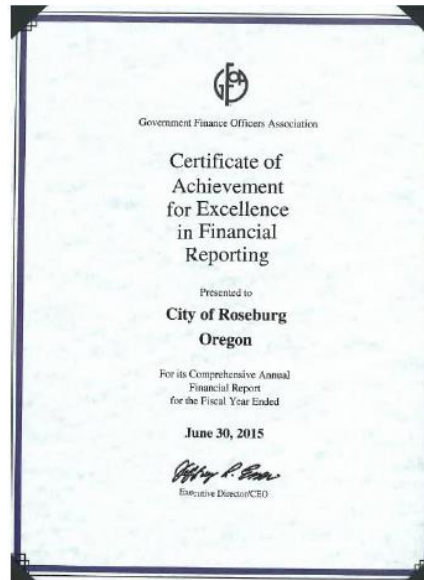 GFOA
Government Finance Officers Association
Certificate of
Achievement
for Excellence
in Financial
Reporting
Presented to
City of Roseburg
Oregon
For its Comprehensive Annual
Financial Report
for the Fiscal Year Ended
June 30, 2015
Executive Director/CEO